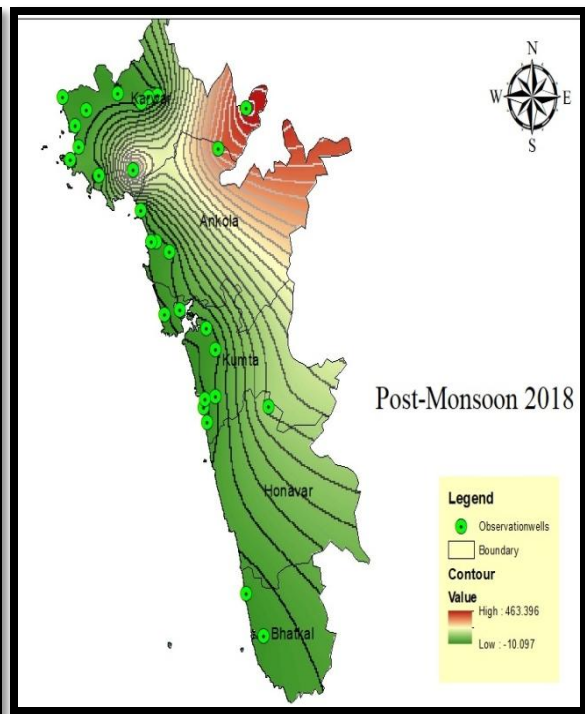 N
W E
S
Karwar
Ankola
Kumta
Post-Monsoon 2018
Honavar
Bhatkal
Legend
Observationwells
Boundary
Contour
Value
High : 463.396
Low : -10.097